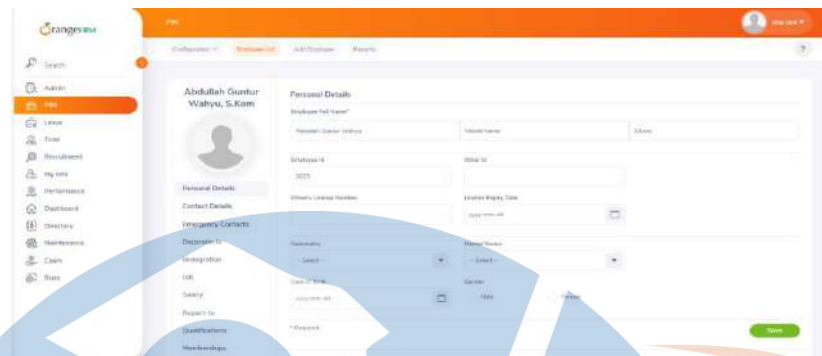 OrangeHRM
PIM
Search
Configuration
Employee List
Add Employee
Reports
?
Admin
PIM
Leave
Time
Recruitment
My Info
Performance
Dashboard
Directory
Maintenance
Claim
Buzz
Abdullah Guntur
Wahyu, S.Kom
Personal Details
Contact Details
Emergency Contacts
Dependents
Immigration
Job
Salary
Report-to
Qualifications
Memberships
Personal Details
Employee Full Name*
Abdullah Guntur Wahyu
Middle Name
S.Kom
Employee Id
Other Id
Driver's License Number
License Expiry Date
yyyy-mm-dd
Nationality
Marital Status
-- Select --
-- Select --
Date of Birth
Gender
yyyy-mm-dd
Male
Female
* Required
Save